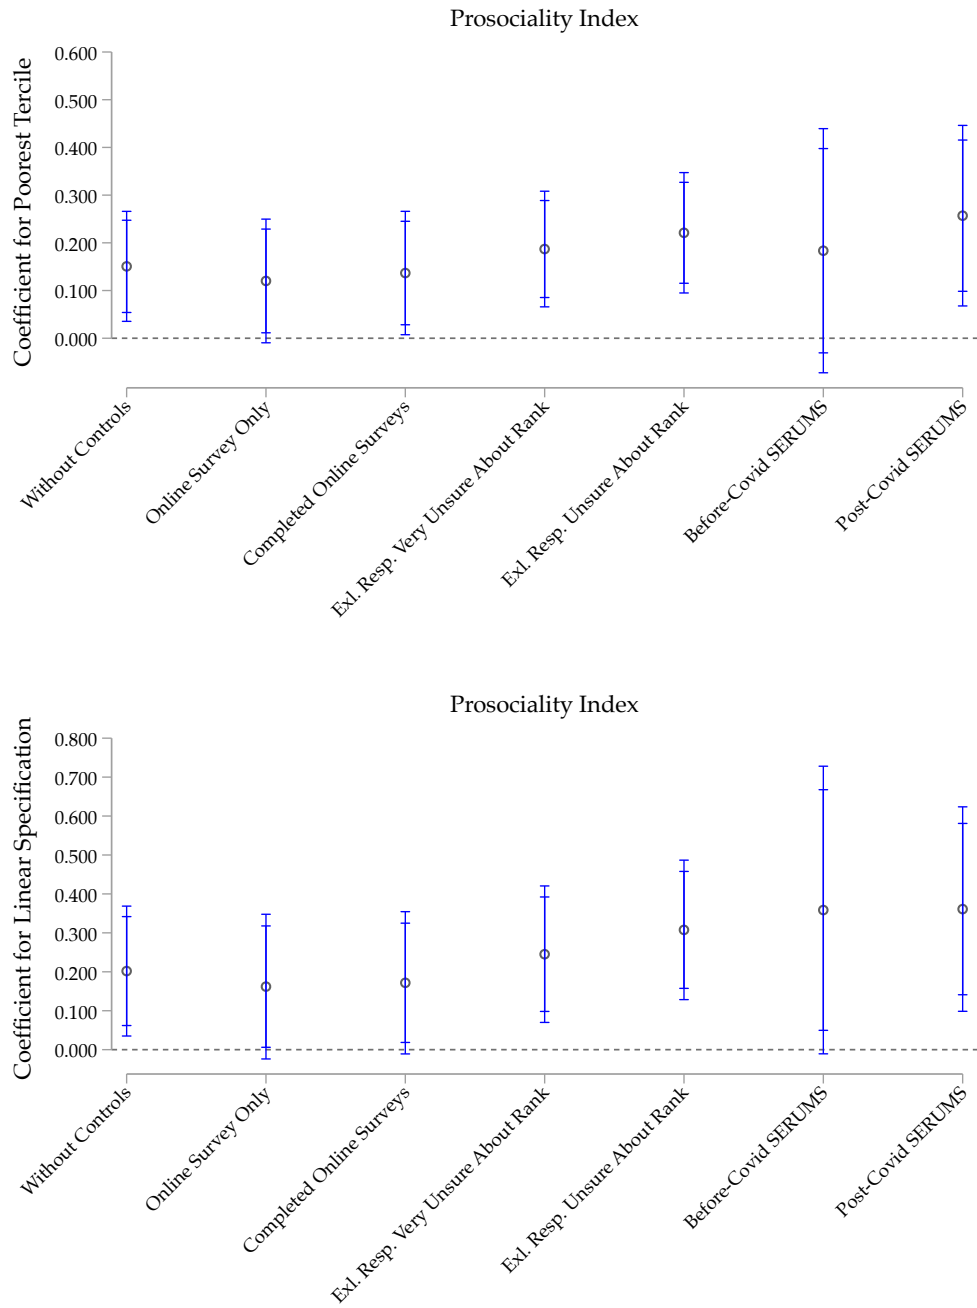 Prosociality Index
Coefficient for Poorest Tercile
0.600
0.500
0.400
0.300
0.200
0.100
0.000
Without Controls
Online Survey Only
Completed Online Surveys
Exl. Resp. Very Unsure About Rank
Exl. Resp. Unsure About Rank
Before-Covid SERUMS
Post-Covid SERUMS
Prosociality Index
Coefficient for Linear Specification
0.800
0.700
0.600
0.500
0.400
0.300
0.200
0.100
0.000
Without Controls
Online Survey Only
Completed Online Surveys
Exl. Resp. Very Unsure About Rank
Exl. Resp. Unsure About Rank
Before-Covid SERUMS
Post-Covid SERUMS